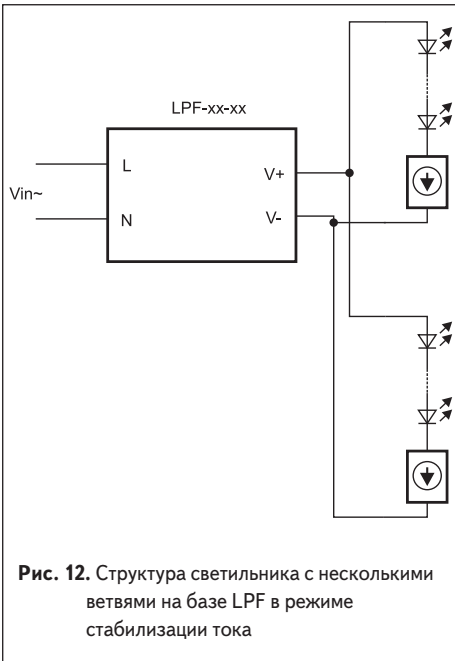 LPF-xx-xx
L
V+
Vin~
V-
N
Рис. 12. Структура светильника с несколькими
ветвями на базе LPF в режиме
стабилизации тока